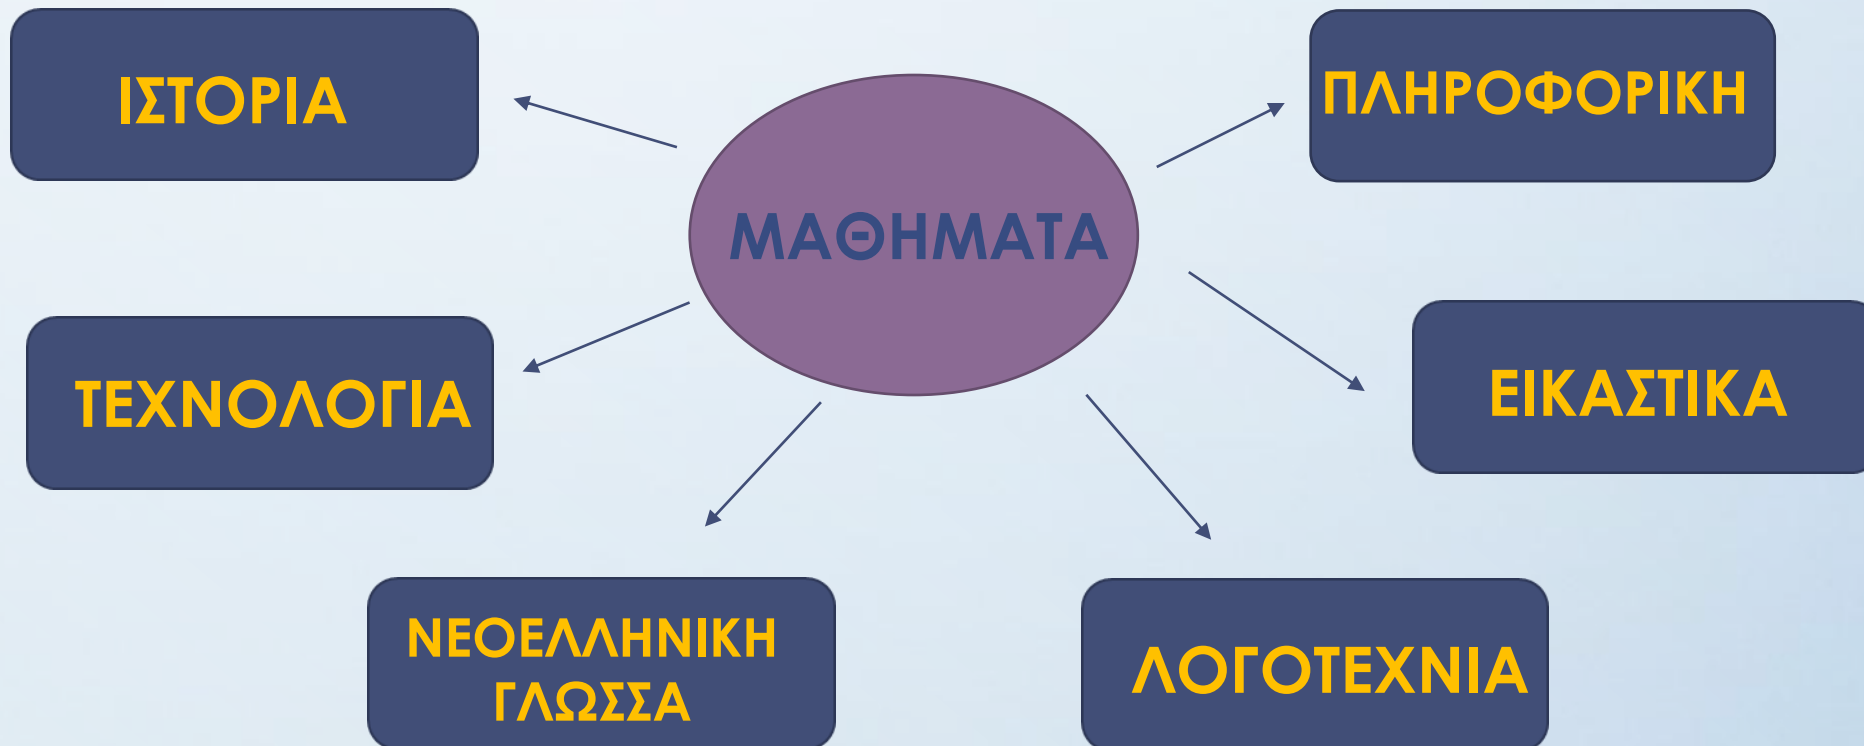 ΙΣΤΟΡΙΑ
ΠΛΗΡΟΦΟΡΙΚΗ
ΜΑΘΗΜΑΤΑ
ΤΕΧΝΟΛΟΓΙΑ
ΕΙΚΑΣΤΙΚΑ
ΝΕΟΕΛΛΗΝΙΚΗ
ΓΛΩΣΣΑ
ΛΟΓΟΤΕΧΝΙΑ